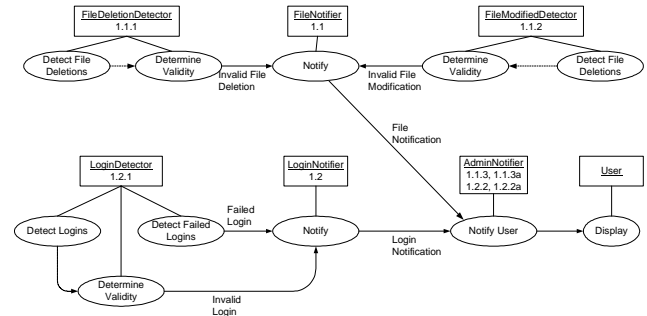 FileDeletionDetector
1.1.1
FileNotifier
1.1
FileModifiedDetector
1.1.2
Detect File
Deletions
Determine
Validity
Invalid File
Deletion
Notify
Invalid File
Modification
Determine
Validity
Detect File
Deletions
File
Notification
LoginDetector
1.2.1
LoginNotifier
1.2
AdminNotifier
1.1.3, 1.1.3a
1.2.2, 1.2.2a
User
Detect Logins
Detect Failed
Logins
Failed
Login
Notify
Login
Notification
Notify User
Display
Determine
Validity
Invalid
Login